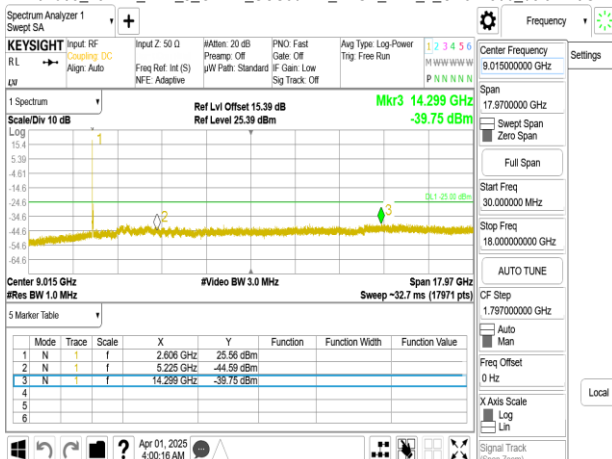 Spectrum Analyzer 1
Swept SA
Frequency
KEYSIGHT
RL
Input: RF
Coupling: DC
Align: Auto
Input Z: 50 Ω
Freq Ref: Int (S)
NFE: Adaptive
#Atten: 20 dB
Preamp: Off
µW Path: Standard
PNO: Fast
Gate: Off
IF Gain: Low
Sig Track: Off
Avg Type: Log-Power
Trig: Free Run
1 2 3 4 5 6
M W W W W W
P N N N N N
Center Frequency
9.015000000 GHz
Settings
1 Spectrum
Scale/Div 10 dB
Ref Lvl Offset 15.39 dB
Ref Level 25.39 dBm
Mkr3 14.299 GHz
-39.75 dBm
Span
17.9700000 GHz
Swept Span
Zero Span
Full Span
Log
15.4
5.39
-4.61
-14.6
-24.6
-34.6
-44.6
-54.6
-64.6
1
2
3
DL1 -25.00 dBm
Start Freq
30.000000 MHz
Stop Freq
18.000000000 GHz
AUTO TUNE
Center 9.015 GHz
#Res BW 1.0 MHz
#Video BW 3.0 MHz
Span 17.97 GHz
Sweep ~32.7 ms (17971 pts)
CF Step
1.797000000 GHz
Auto
Man
5 Marker Table
Mode Trace Scale X Y Function Function Width Function Value
1 N 1 f 2.606 GHz 25.56 dBm
2 N 1 f 5.225 GHz -44.59 dBm
3 N 1 f 14.299 GHz -39.75 dBm
4
5
6
Freq Offset
0 Hz
X Axis Scale
Log
Lin
Local
Signal Track
(Span Zoom)
?
Apr 01, 2025
4:00:16 AM